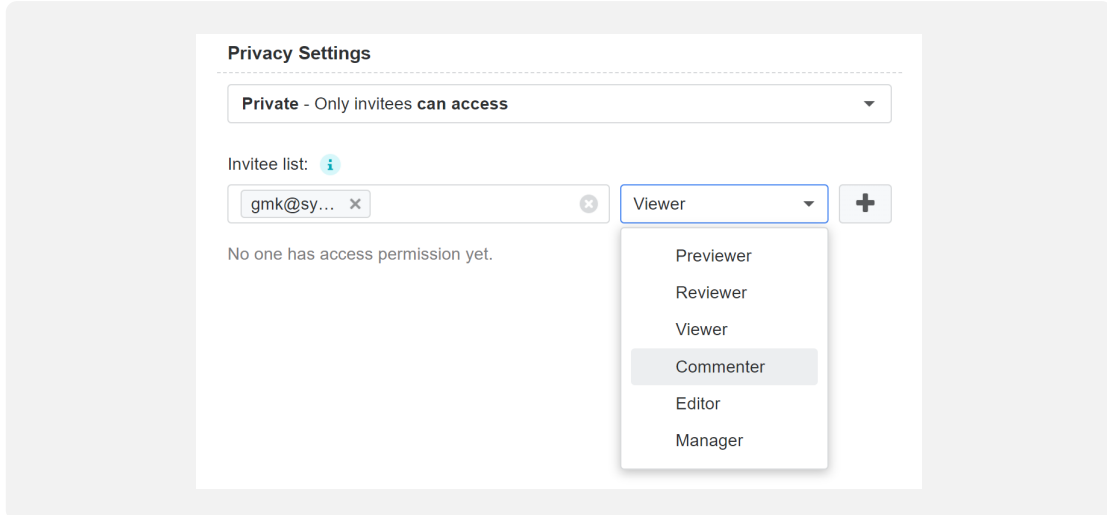 Privacy Settings
Private - Only invitees can access
Invitee list: i
gmk@sy... Viewer
No one has access permission yet.
Previewer
Reviewer
Viewer
Commenter
Editor
Manager